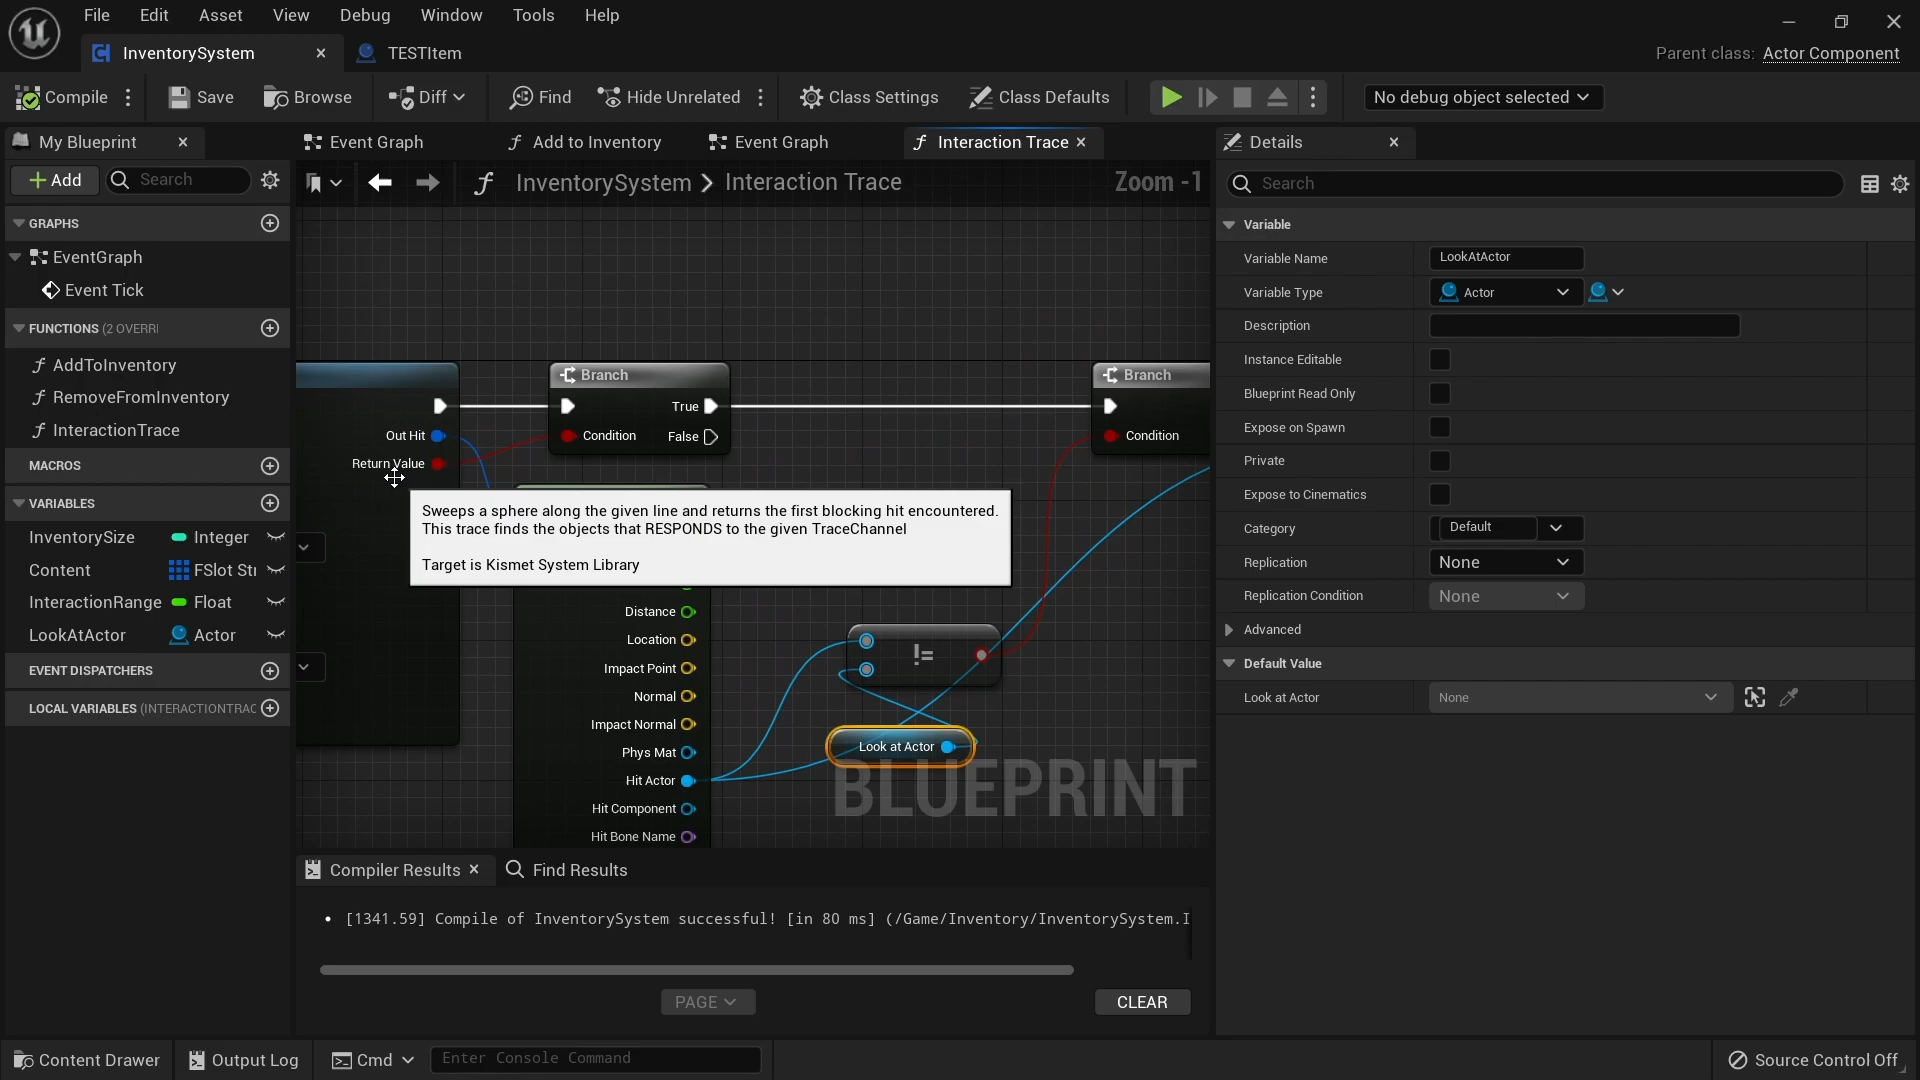 File Edit Asset View Debug Window Tools Help
InventorySystem TESTItem
Parent class: Actor Component
Compile Save Browse Diff Find Hide Unrelated Class Settings Class Defaults No debug object selected
My Blueprint
Event Graph Add to Inventory Event Graph Interaction Trace
Details
Add Search
InventorySystem > Interaction Trace
Zoom -1
Search
GRAPHS
EventGraph
Event Tick
FUNCTIONS (2 OVERRI
AddToInventory
RemoveFromInventory
InteractionTrace
MACROS
VARIABLES
InventorySize Integer
Content FSlot Str
InteractionRange Float
LookAtActor Actor
EVENT DISPATCHERS
LOCAL VARIABLES (INTERACTIONTRAC
Out Hit
Return Value
Branch
True
Condition False
Branch
Condition
Sweeps a sphere along the given line and returns the first blocking hit encountered.
This trace finds the objects that RESPONDS to the given TraceChannel
Target is Kismet System Library
Distance
Location
Impact Point
Normal
Impact Normal
Phys Mat
Hit Actor
Hit Component
Hit Bone Name
!=
Look at Actor
BLUEPRINT
Variable
Variable Name LookAtActor
Variable Type Actor
Description
Instance Editable
Blueprint Read Only
Expose on Spawn
Private
Expose to Cinematics
Category Default
Replication None
Replication Condition None
Advanced
Default Value
Look at Actor None
Compiler Results Find Results
[1341.59] Compile of InventorySystem successful! [in 80 ms] (/Game/Inventory/InventorySystem.I
PAGE
CLEAR
Content Drawer Output Log Cmd Enter Console Command
Source Control Off